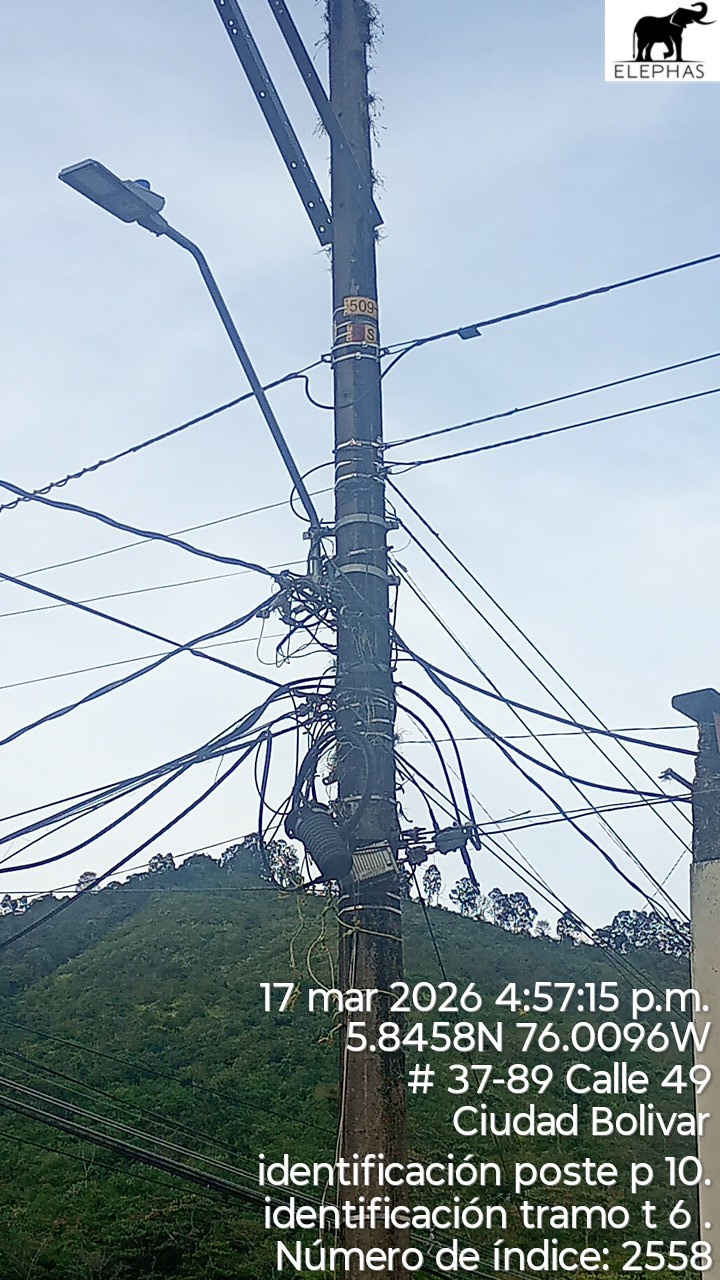 ELEPHAS
509
S
17 mar 2026 4:57:15 p.m.
5.8458N 76.0096W
# 37-89 Calle 49
Ciudad Bolivar
identificación poste p 10.
identificación tramo t 6 .
Número de índice: 2558